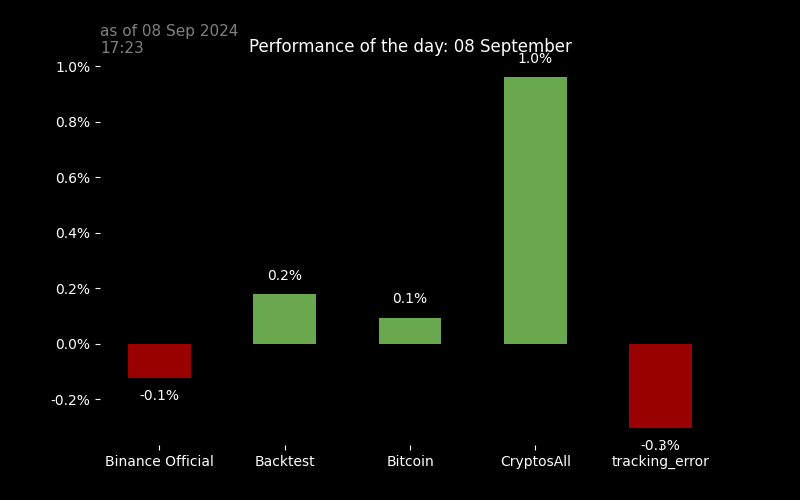 as of 08 Sep 2024
17:23
Performance of the day: 08 September
1.0%
1.0%
0.8%
0.6%
0.4%
0.2%
0.2%
0.1%
0.0%
-0.1%
-0.2%
-0.3%
Binance Official
Backtest
Bitcoin
CryptosAll
tracking_error